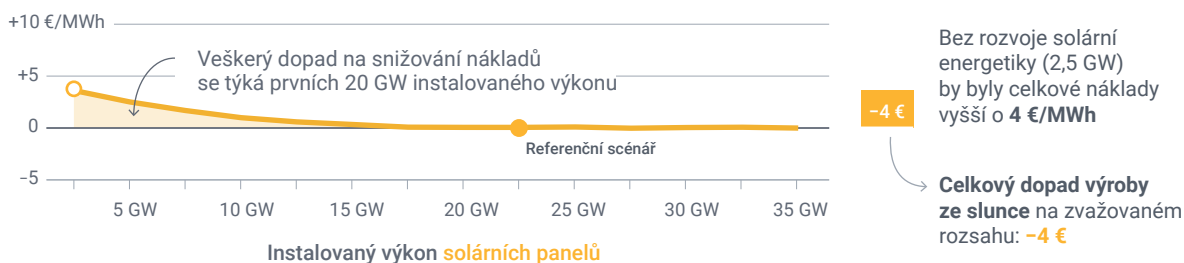 +10 €/MWh
+5
0
−5
Veškerý dopad na snižování nákladů
se týká prvních 20 GW instalovaného výkonu
Referenční scénář
5 GW
10 GW
15 GW
20 GW
25 GW
30 GW
35 GW
Instalovaný výkon solárních panelů
−4 €
Bez rozvoje solární
energetiky (2,5 GW)
by byly celkové náklady
vyšší o 4 €/MWh
Celkový dopad výroby
ze slunce na zvažovaném
rozsahu: −4 €